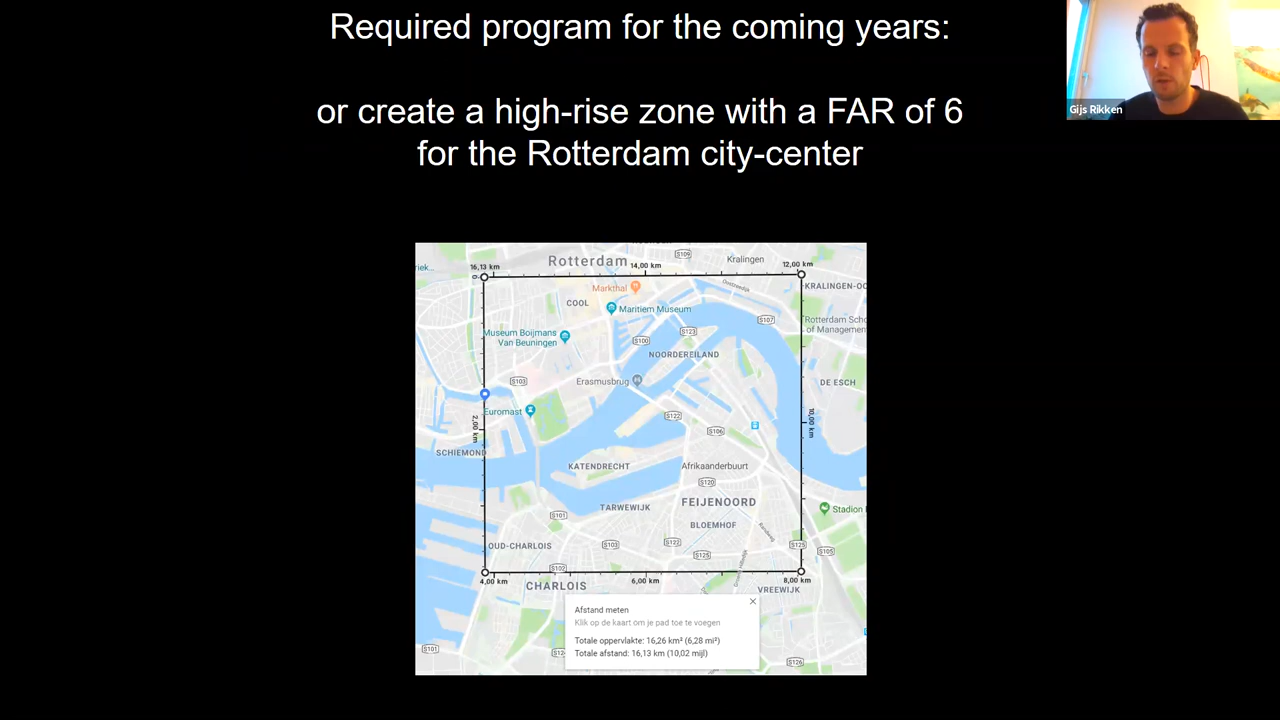 Required program for the coming years:
or create a high-rise zone with a FAR of 6
for the Rotterdam city-center
Gijs Rikken
Rotterdam
S109
Kralingen
16,13 km
14,00 km
12,00 km
0
Markthal
Oostzeedijk
KRALINGEN-OO
COOL
Maritiem Museum
S107
Rotterdam Scho
of Management
Museum Boijmans
Van Beuningen
S123
S100
NOORDEREILAND
S103
Erasmusbrug
DE ESCH
Euromast
S122
2,00 km
10,00 km
S106
SCHIEMOND
KATENDRECHT
Afrikaanderbuurt
S120
TARWEWIJK
FEIJENOORD
Stadion
S101
BLOEMHOF
OUD-CHARLOIS
S103
S122
S125
S125
S105
S102
4,00 km
6,00 km
8,00 km
CHARLOIS
VREEWIJK
Afstand meten
Klik op de kaart om je pad toe te voegen
Totale oppervlakte: 16,26 km² (6,28 mi²)
Totale afstand: 16,13 km (10,02 mijl)
S101
S126